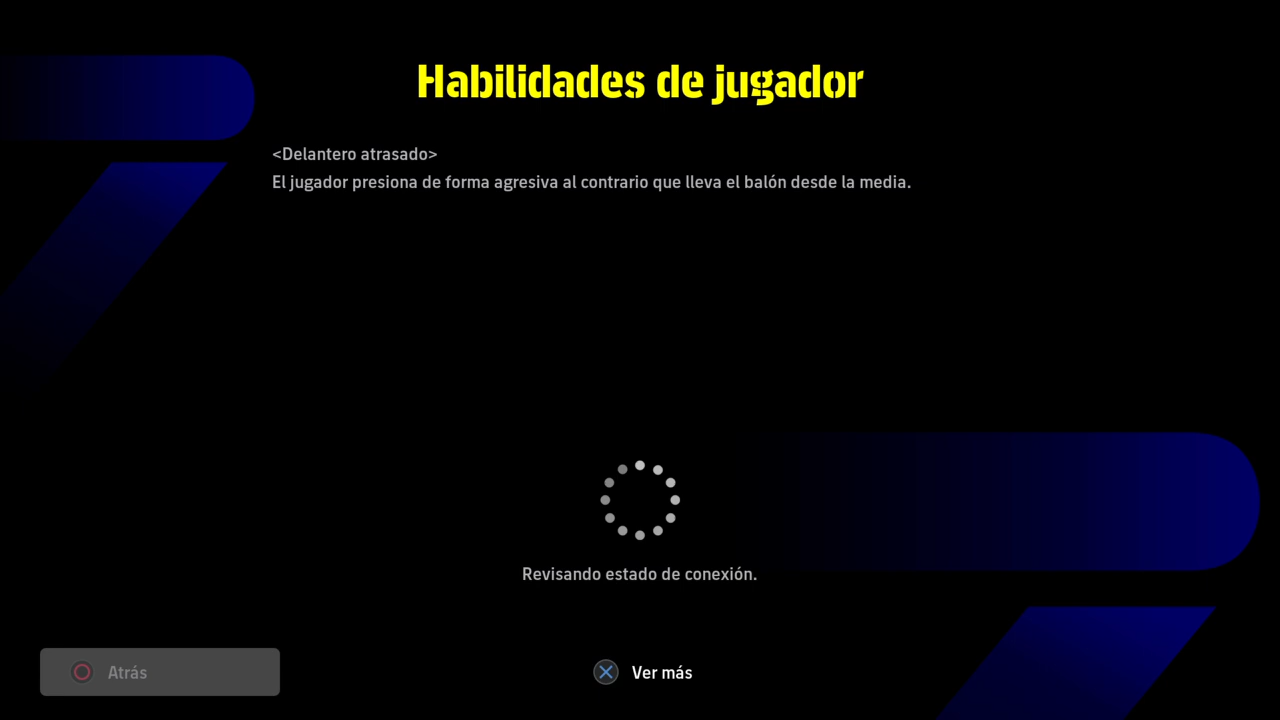 Habilidades de jugador
<Delantero atrasado>
El jugador presiona de forma agresiva al contrario que lleva el balón desde la media.
Revisando estado de conexión.
Atrás
Ver más